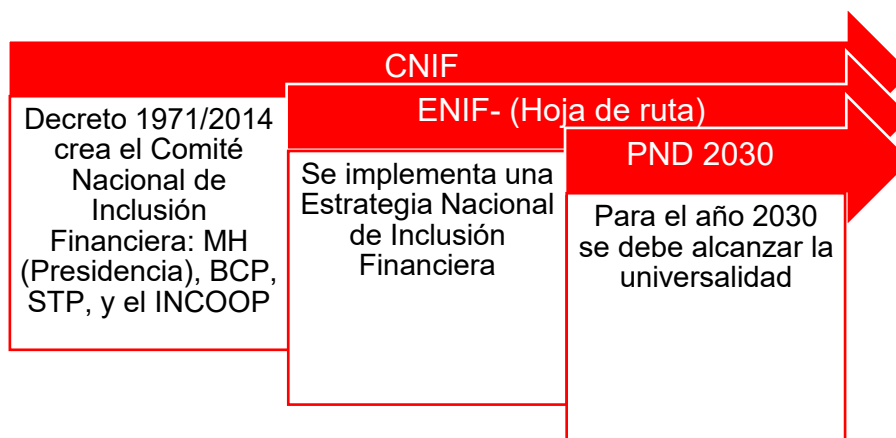 CNIF
Decreto 1971/2014
crea el Comité
Nacional de
Inclusión
Financiera: MH
(Presidencia), BCP,
STP, y el INCOOP
ENIF- (Hoja de ruta)
Se implementa una
Estrategia Nacional
de Inclusión
Financiera
PND 2030
Para el año 2030
se debe alcanzar la
universalidad